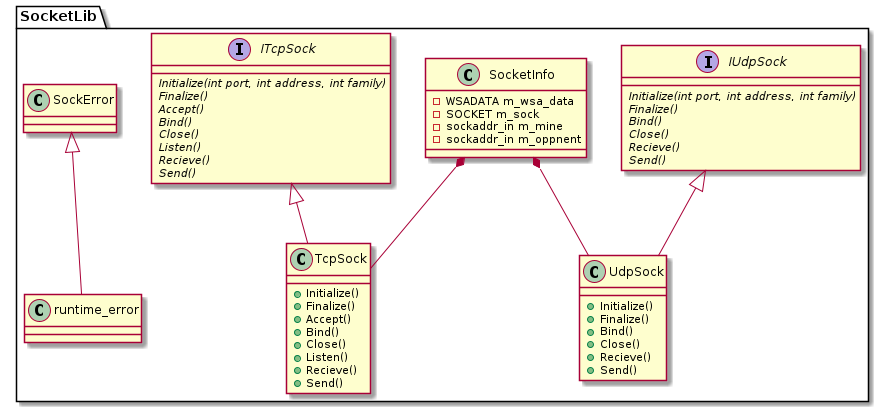 SocketLib
I ITcpSock
Initialize(int port, int address, int family)
Finalize()
Accept()
Bind()
Close()
Listen()
Recieve()
Send()
C SocketInfo
WSADATA m_wsa_data
SOCKET m_sock
sockaddr_in m_mine
sockaddr_in m_oppnent
I IUdpSock
Initialize(int port, int address, int family)
Finalize()
Bind()
Close()
Recieve()
Send()
C SockError
C TcpSock
Initialize()
Finalize()
Accept()
Bind()
Close()
Listen()
Recieve()
Send()
C UdpSock
Initialize()
Finalize()
Bind()
Close()
Recieve()
Send()
C runtime_error